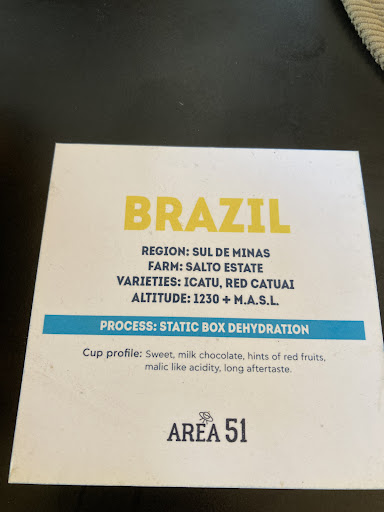 BRAZIL
REGION: SUL DE MINAS
FARM: SALTO ESTATE
VARIETIES: ICATU, RED CATUAI
ALTITUDE: 1230 + M.A.S.L.
PROCESS: STATIC BOX DEHYDRATION
Cup profile: Sweet, milk chocolate, hints of red fruits,
malic like acidity, long aftertaste.
AREA 51